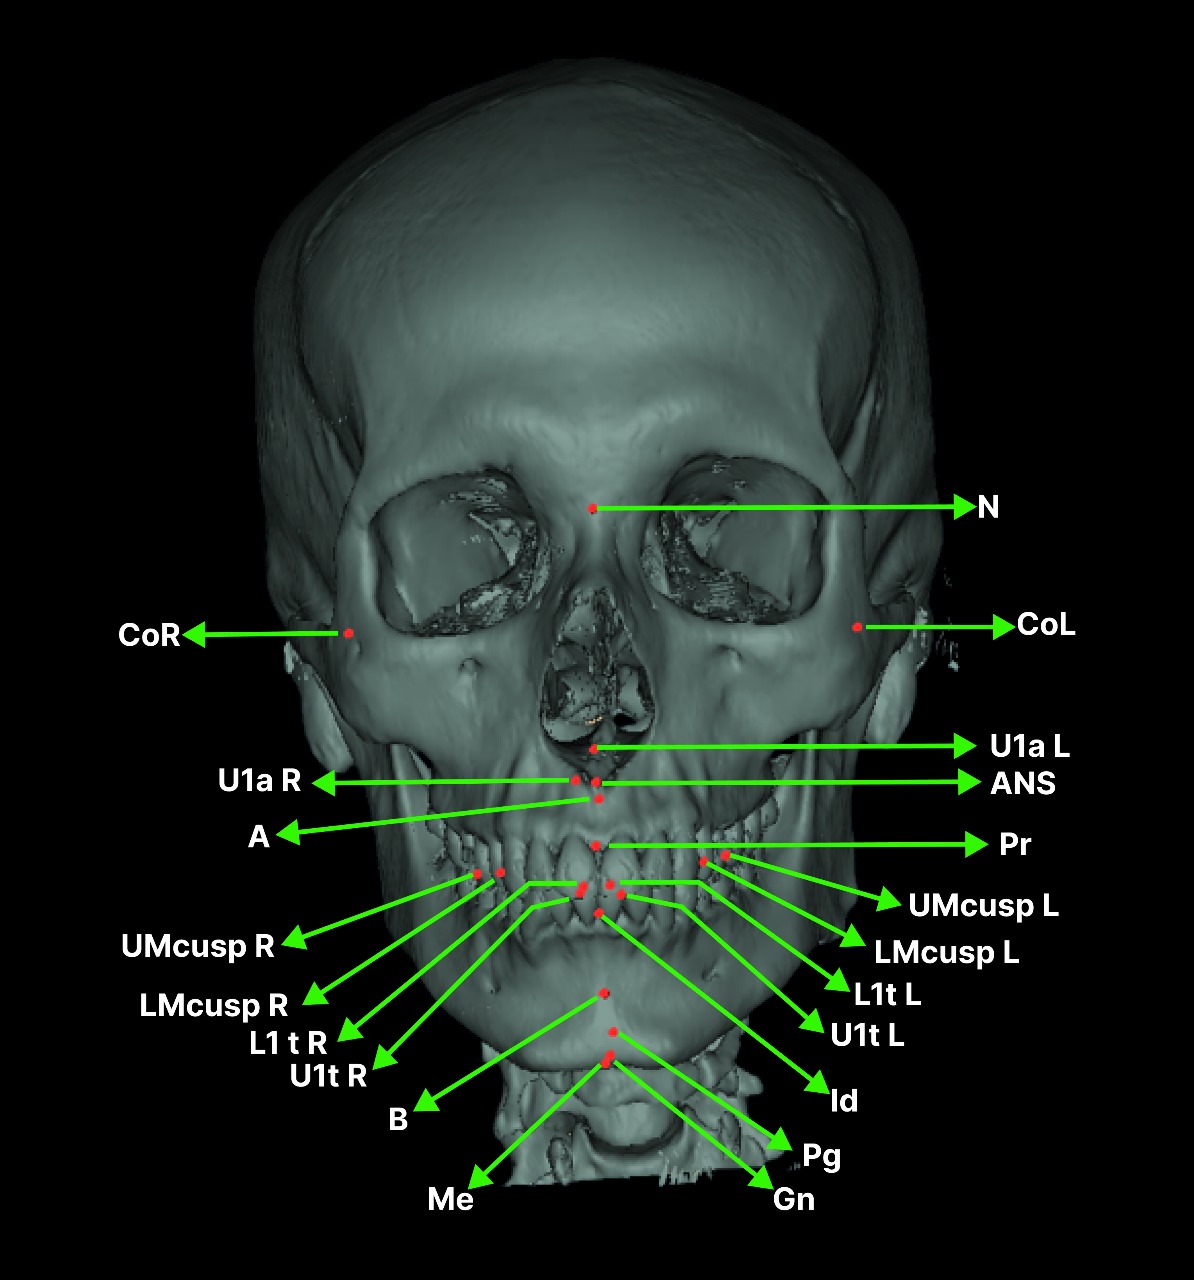 N
CoR
CoL
U1a L
U1a R
ANS
A
Pr
UMcusp L
UMcusp R
LMcusp L
L1t L
LMcusp R
U1t L
L1 t R
U1t R
Id
B
Pg
Me
Gn